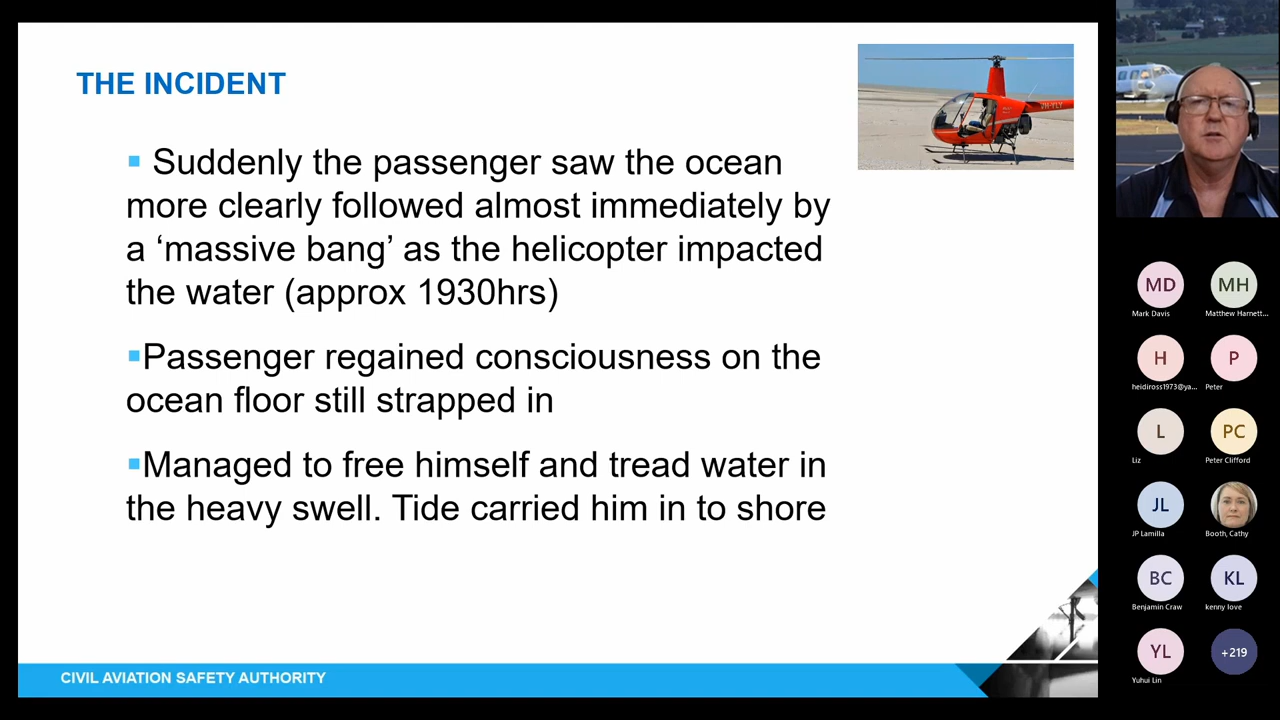 THE INCIDENT
▪ Suddenly the passenger saw the ocean
more clearly followed almost immediately by
a ‘massive bang’ as the helicopter impacted
the water (approx 1930hrs)
▪Passenger regained consciousness on the
ocean floor still strapped in
▪Managed to free himself and tread water in
the heavy swell. Tide carried him in to shore
CIVIL AVIATION SAFETY AUTHORITY
VH-YLY
MD MH
Mark Davis Matthew Harnett...
H P
heidiross1973@ya... Peter
L PC
Liz Peter Clifford
JL
JP Lamilla Booth, Cathy
BC KL
Benjamin Craw kenny love
YL +219
Yuhui Lin